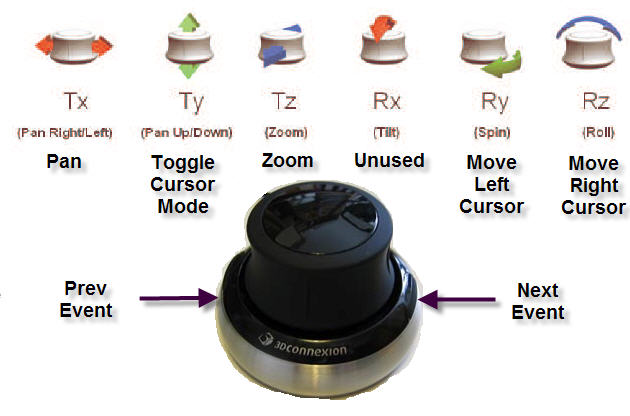 Tx Ty Tz Rx Ry Rz
(Pan Right/Left) (Pan Up/Down) (Zoom) (Tilt) (Spin) (Roll)
Pan Toggle Zoom Unused Move Move
Cursor Left Right
Mode Cursor Cursor
Prev Next
Event Event
3Dconnexion